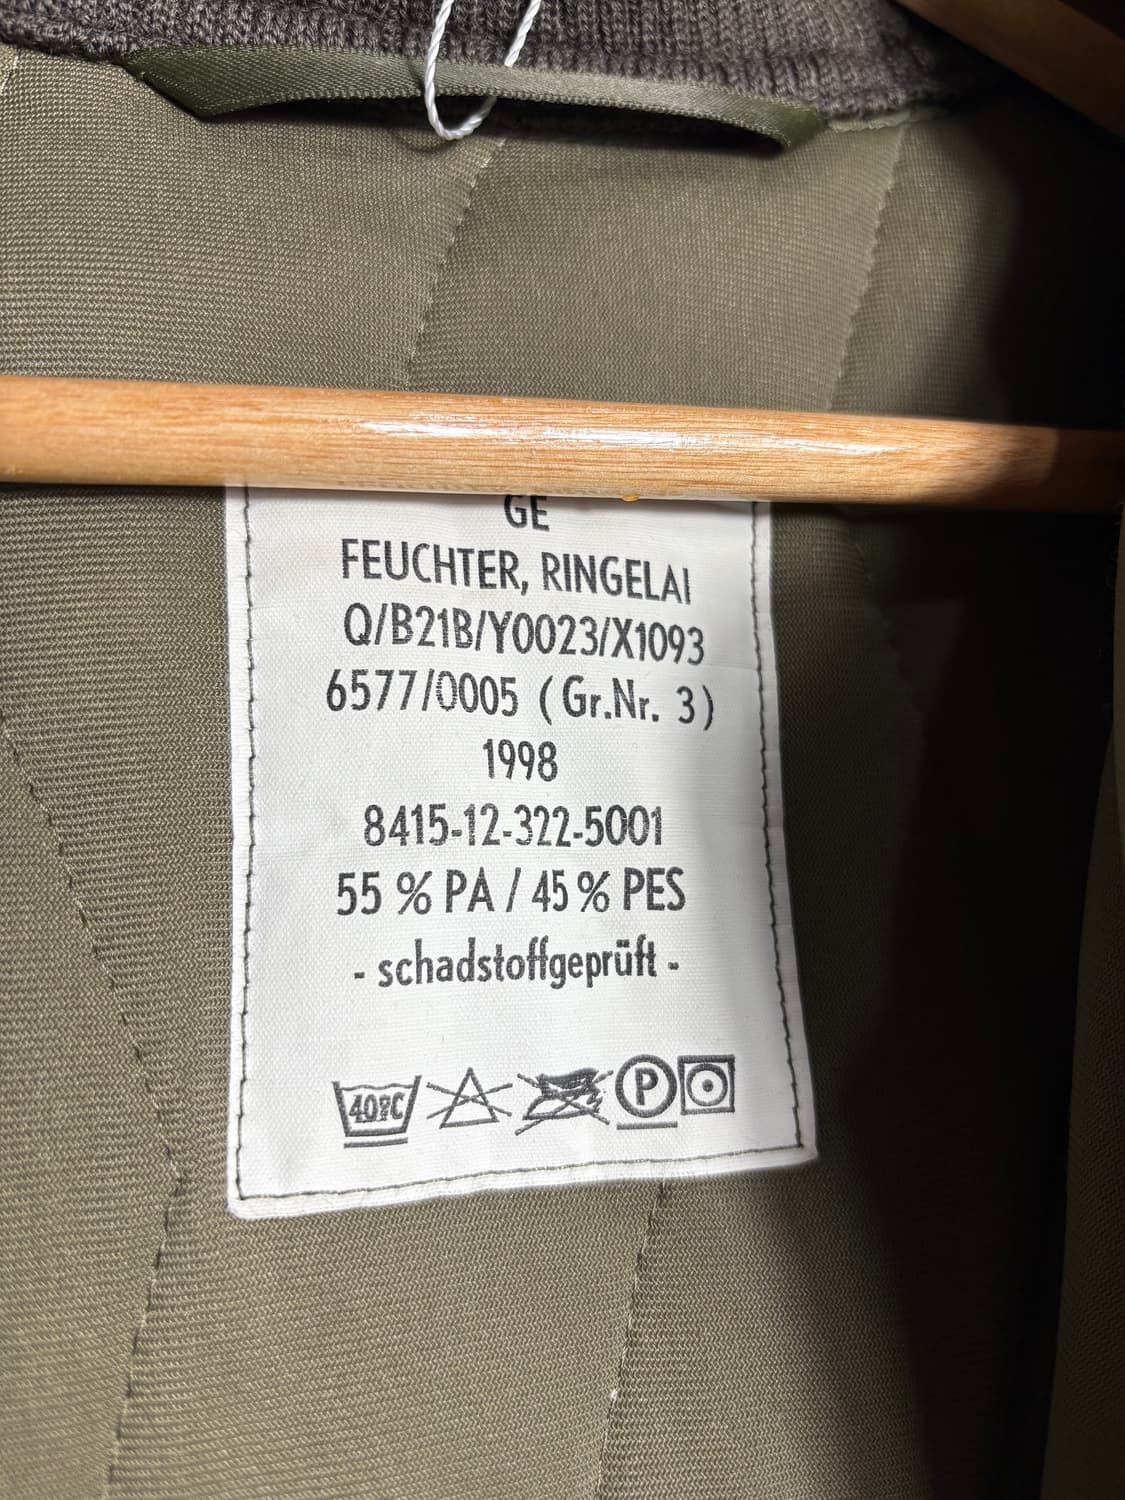 GE
FEUCHTER, RINGELAI
Q/B21B/Y0023/X1093
6577/0005 (Gr.Nr. 3)
1998
8415-12-322-5001
55 % PA / 45 % PES
- schadstoffgeprüft -
40°C P